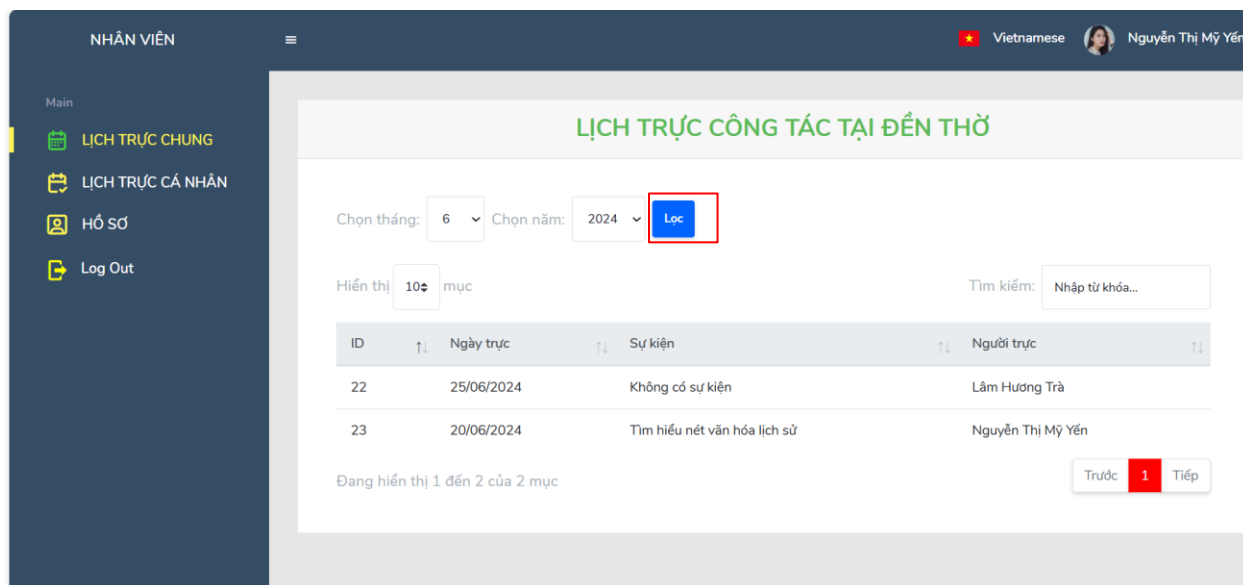 NHÂN VIÊN
Vietnamese Nguyễn Thị Mỹ Yến
Main
LỊCH TRỰC CHUNG
LỊCH TRỰC CÁ NHÂN
HỒ SƠ
Log Out
LỊCH TRỰC CÔNG TÁC TẠI ĐỀN THỜ
Chọn tháng: 6 Chọn năm: 2024 Lọc
Hiển thị 10 mục Tìm kiếm: Nhập từ khóa...
ID Ngày trực Sự kiện Người trực
22 25/06/2024 Không có sự kiện Lâm Hương Trà
23 20/06/2024 Tìm hiểu nét văn hóa lịch sử Nguyễn Thị Mỹ Yến
Đang hiển thị 1 đến 2 của 2 mục
Trước 1 Tiếp